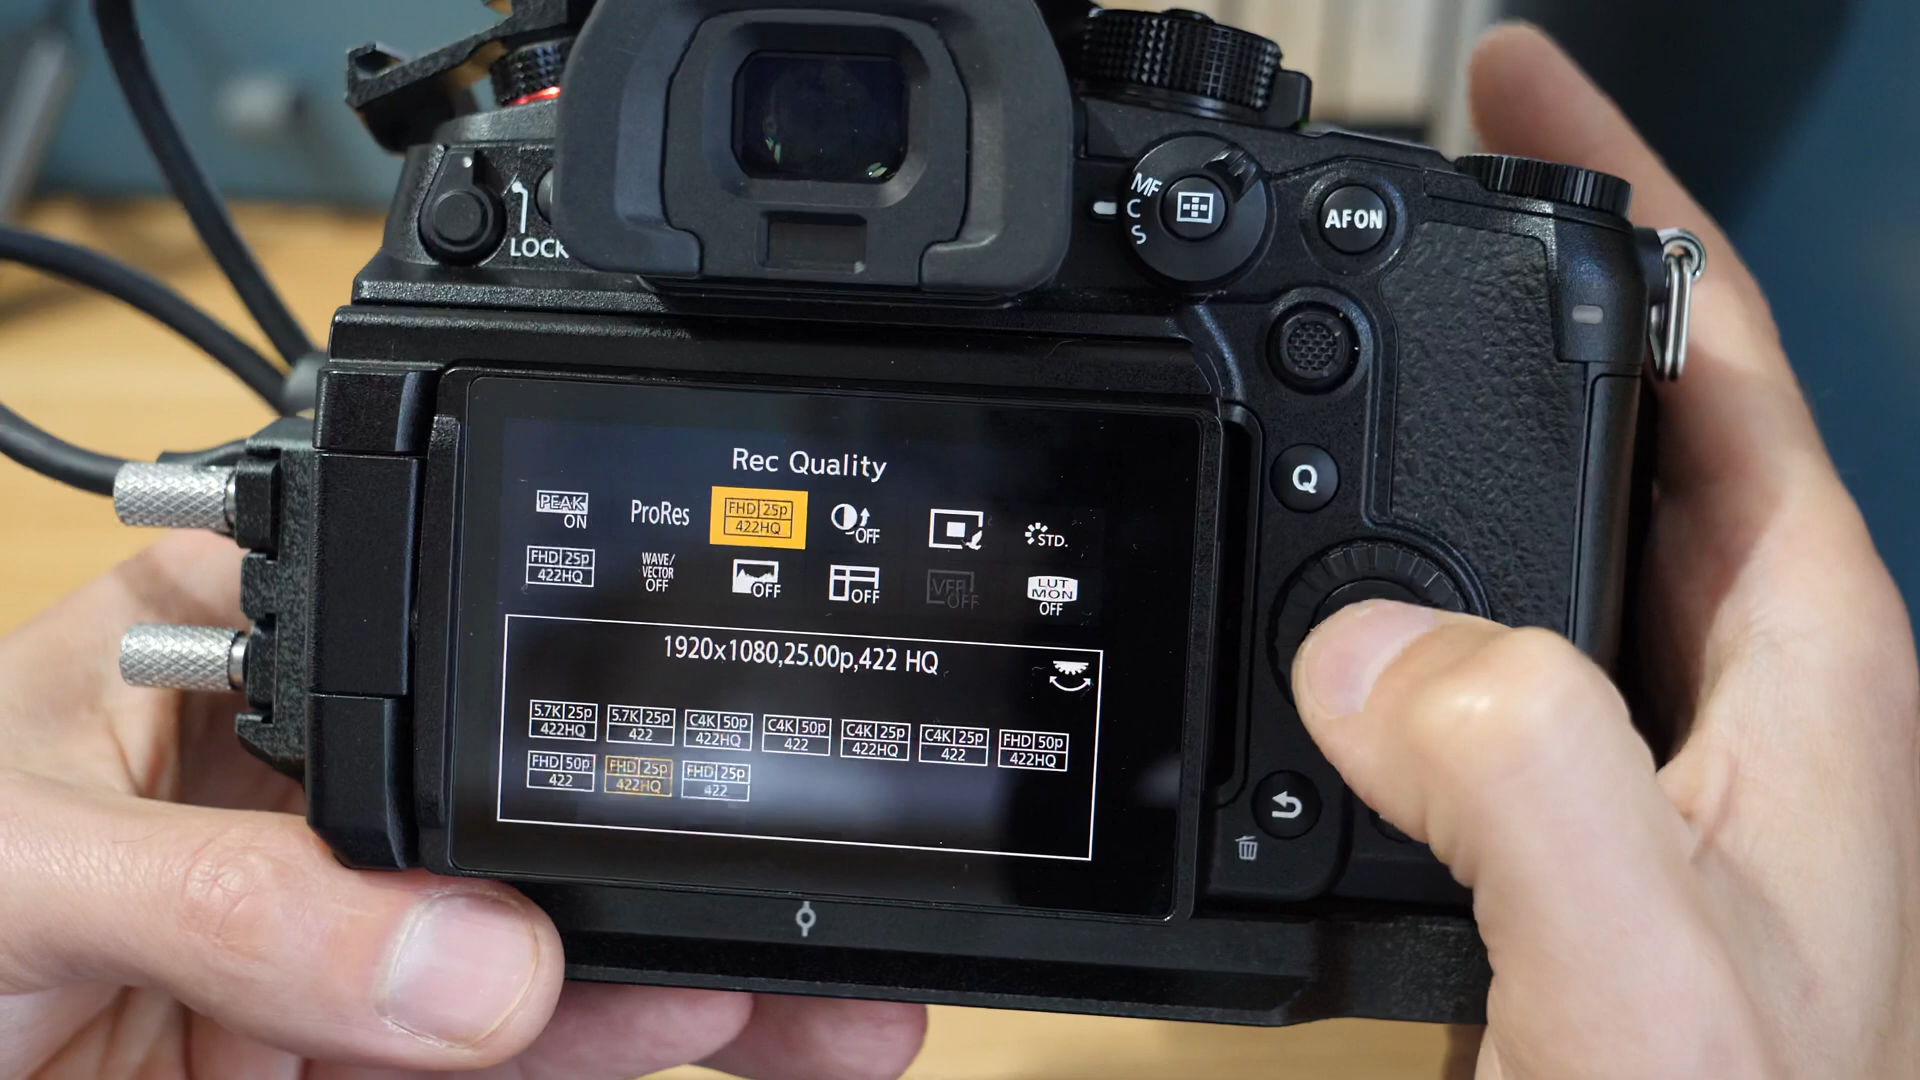 LOCK
MF
C
S
AF ON
Q
Rec Quality
PEAK ON
ProRes
FHD 25p 422HQ
OFF
STD.
FHD 25p 422HQ
WAVE/ VECTOR OFF
OFF
OFF
VFR OFF
LUT MON OFF
1920x1080,25.00p,422 HQ
5.7K 25p 422HQ
5.7K 25p 422
C4K 50p 422HQ
C4K 50p 422
C4K 25p 422HQ
C4K 25p 422
FHD 50p 422HQ
FHD 50p 422
FHD 25p 422HQ
FHD 25p 422